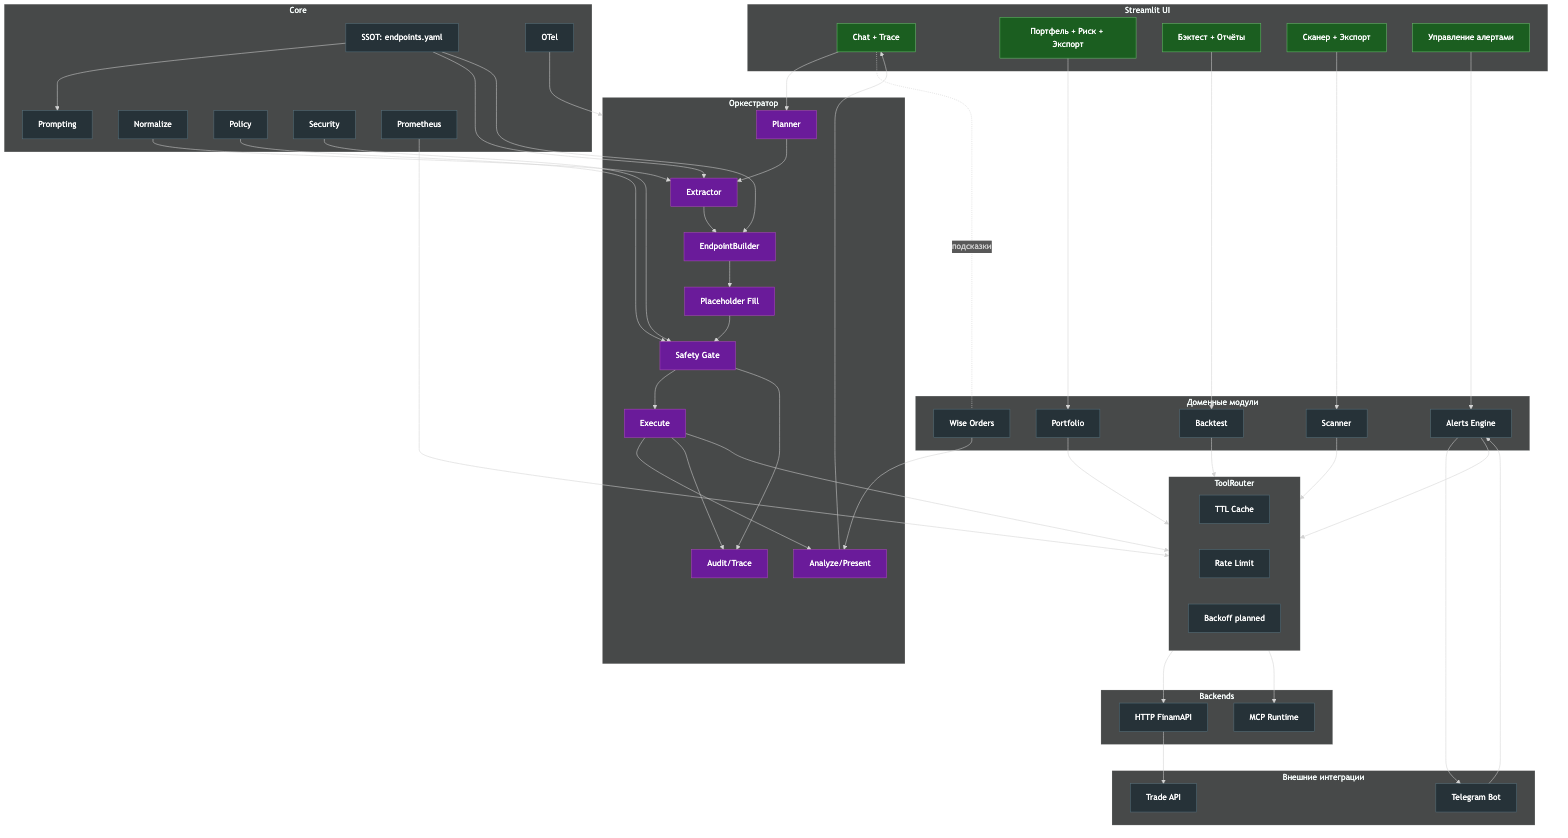 Core
SSOT: endpoints.yaml
OTel
Prompting
Normalize
Policy
Security
Prometheus
Streamlit UI
Chat + Trace
Портфель + Риск +
Экспорт
Бэктест + Отчёты
Сканер + Экспорт
Управление алертами
Оркестратор
Planner
Extractor
EndpointBuilder
Placeholder Fill
Safety Gate
Execute
Audit/Trace
Analyze/Present
подсказки
Доменные модули
Wise Orders
Portfolio
Backtest
Scanner
Alerts Engine
ToolRouter
TTL Cache
Rate Limit
Backoff planned
Backends
HTTP FinamAPI
MCP Runtime
Внешние интеграции
Trade API
Telegram Bot